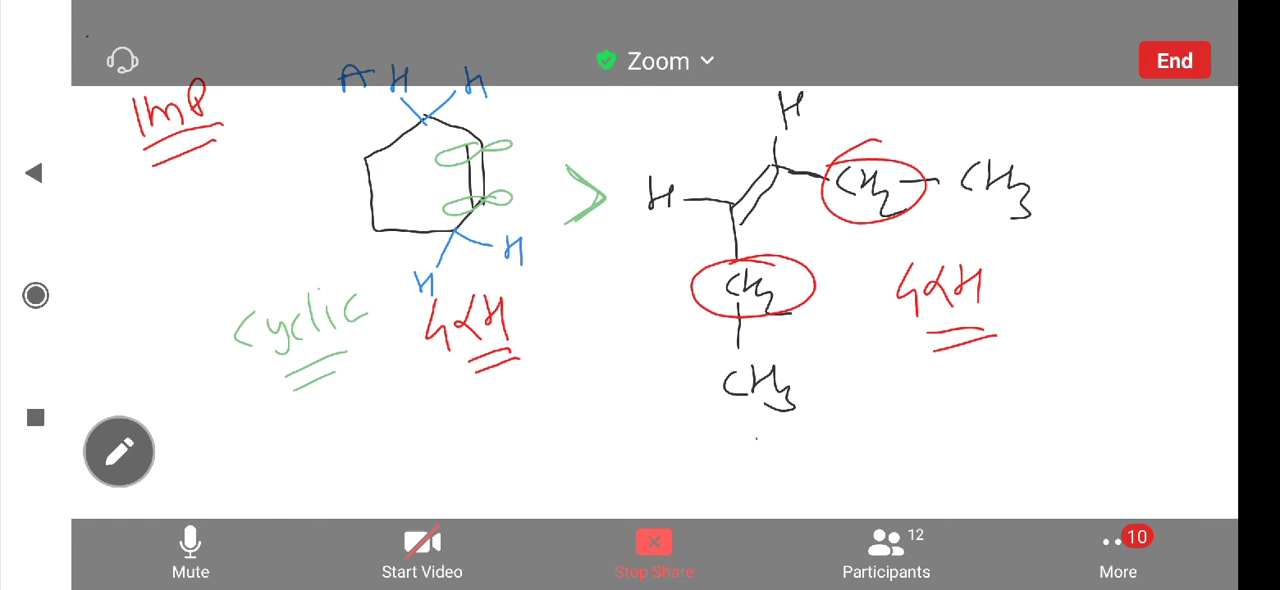 Zoom
End
IMP
A H H
H
H
H
CH2 — CH3
H
CH2
CH3
cyclic
4αH
4αH
Mute
Start Video
Stop Share
12
Participants
10
More